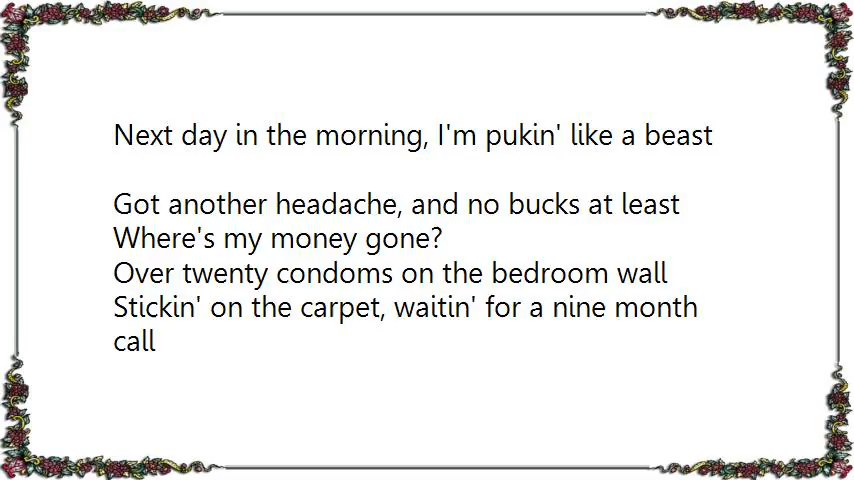 Next day in the morning, I'm pukin' like a beast
Got another headache, and no bucks at least
Where's my money gone?
Over twenty condoms on the bedroom wall
Stickin' on the carpet, waitin' for a nine month
call